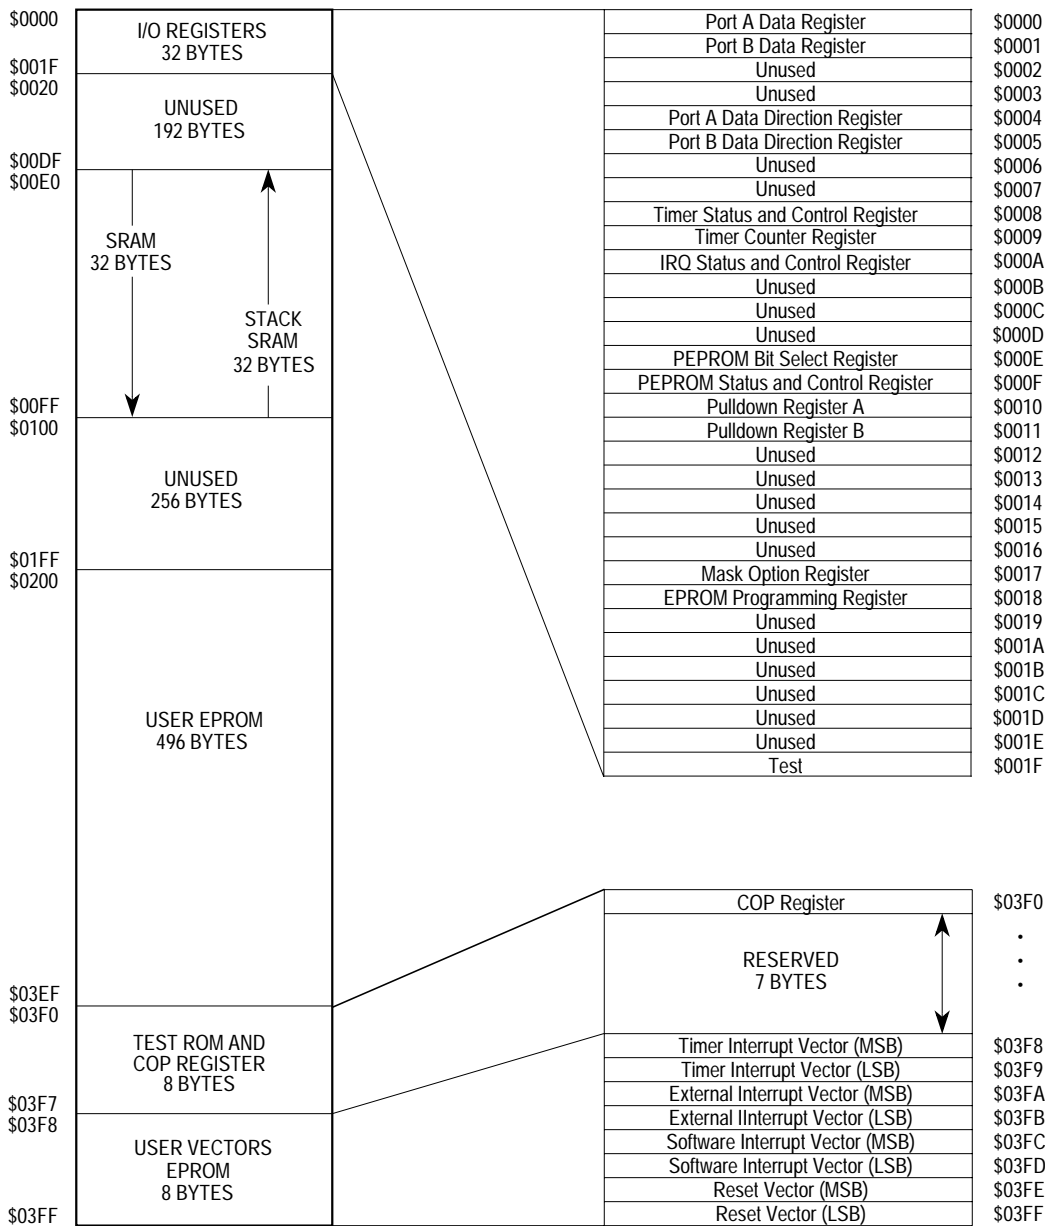 $0000
I/O REGISTERS
32 BYTES
$001F
$0020
UNUSED
192 BYTES
$00DF
$00E0
SRAM
32 BYTES
STACK
SRAM
32 BYTES
$00FF
$0100
UNUSED
256 BYTES
$01FF
$0200
USER EPROM
496 BYTES
$03EF
$03F0
TEST ROM AND
COP REGISTER
8 BYTES
$03F7
$03F8
USER VECTORS
EPROM
8 BYTES
$03FF
Port A Data Register $0000
Port B Data Register $0001
Unused $0002
Unused $0003
Port A Data Direction Register $0004
Port B Data Direction Register $0005
Unused $0006
Unused $0007
Timer Status and Control Register $0008
Timer Counter Register $0009
IRQ Status and Control Register $000A
Unused $000B
Unused $000C
Unused $000D
PEPROM Bit Select Register $000E
PEPROM Status and Control Register $000F
Pulldown Register A $0010
Pulldown Register B $0011
Unused $0012
Unused $0013
Unused $0014
Unused $0015
Unused $0016
Mask Option Register $0017
EPROM Programming Register $0018
Unused $0019
Unused $001A
Unused $001B
Unused $001C
Unused $001D
Unused $001E
Test $001F
COP Register $03F0
RESERVED
7 BYTES
Timer Interrupt Vector (MSB) $03F8
Timer Interrupt Vector (LSB) $03F9
External Interrupt Vector (MSB) $03FA
External IInterrupt Vector (LSB) $03FB
Software Interrupt Vector (MSB) $03FC
Software Interrupt Vector (LSB) $03FD
Reset Vector (MSB) $03FE
Reset Vector (LSB) $03FF